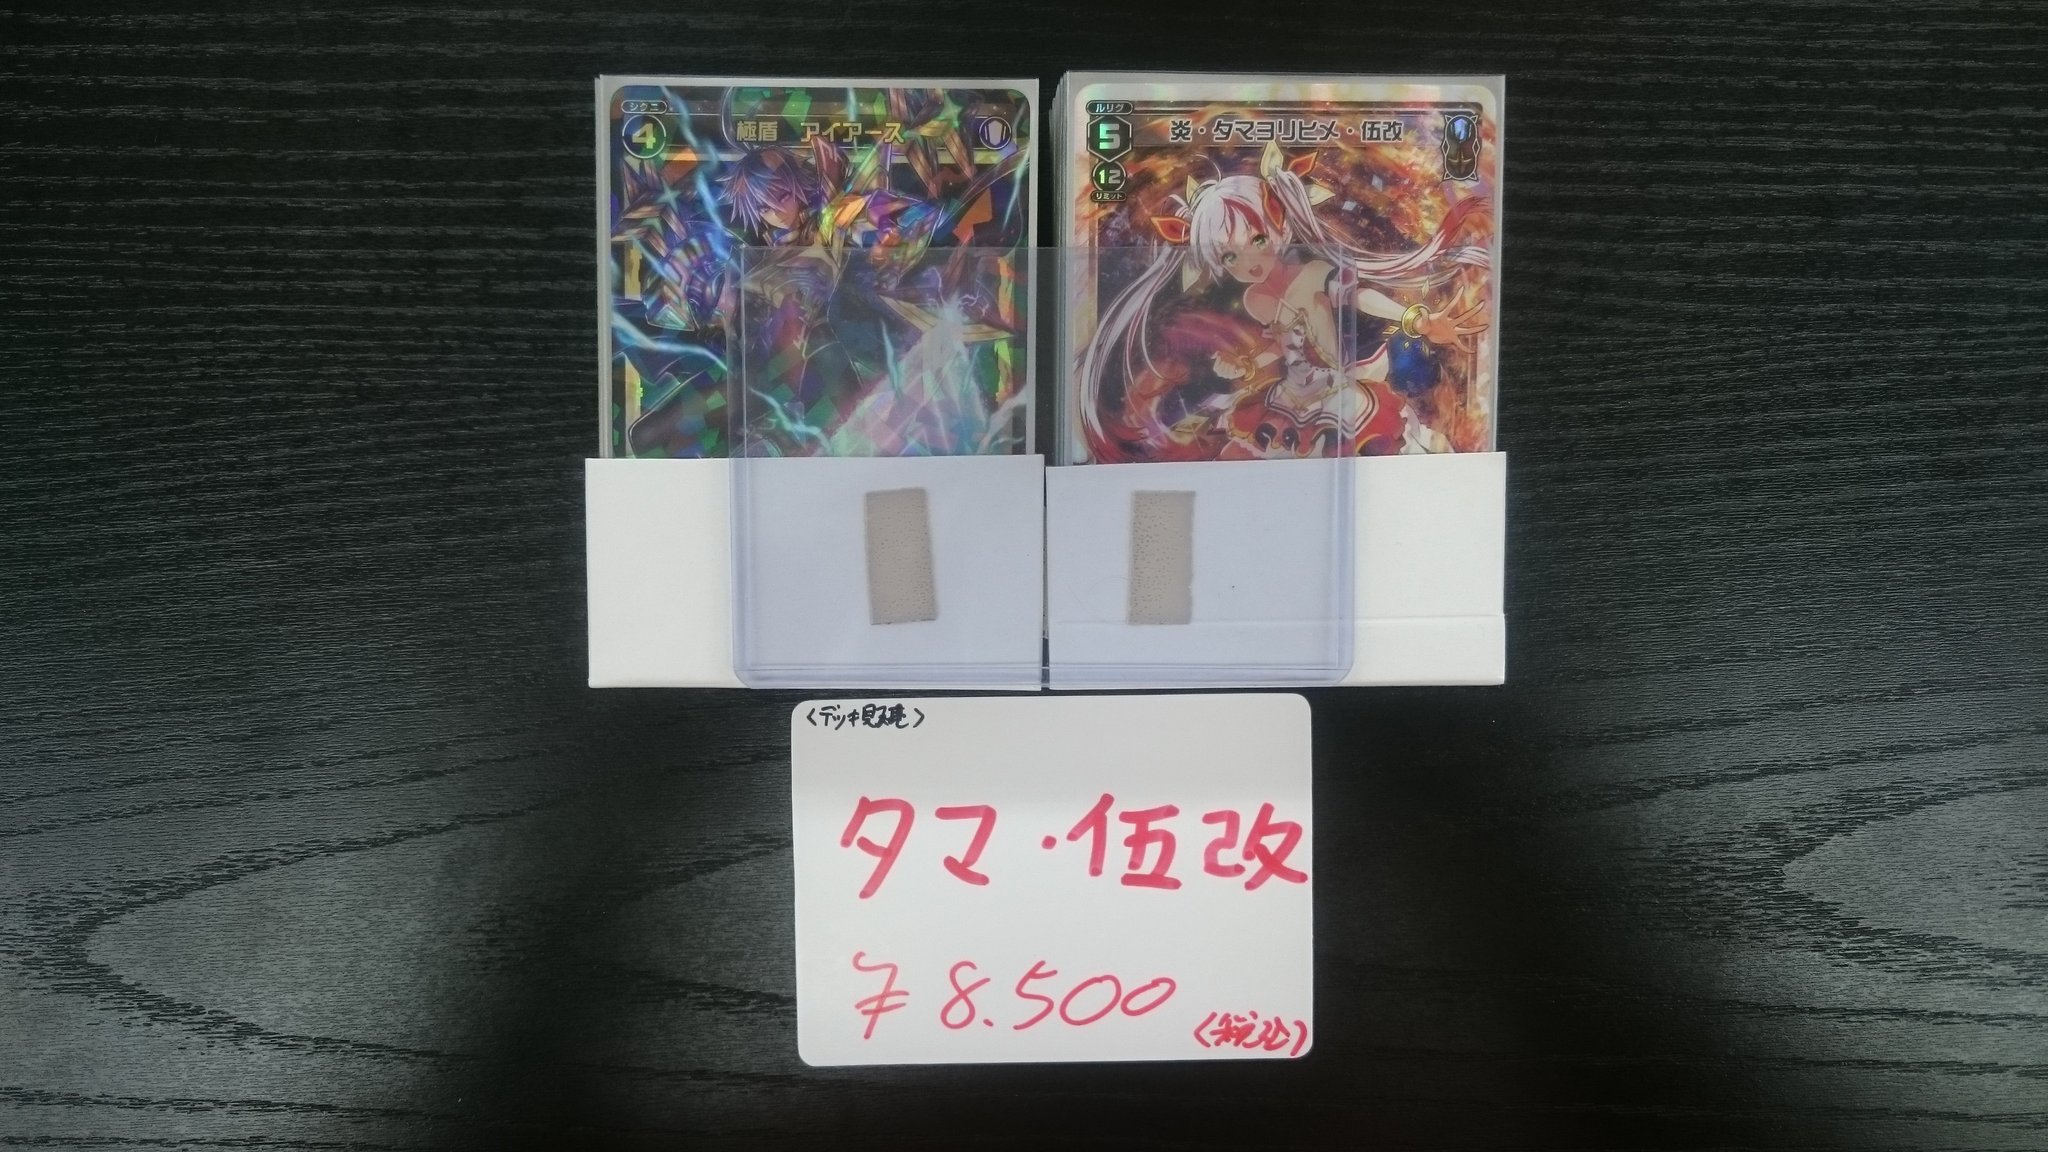 シグニ
4
極盾 アイアース
ルリグ
5
炎・タマヨリヒメ・伍改
12
リミット
<デッキ販売>
タマ・伍改
¥8.500
(税込)